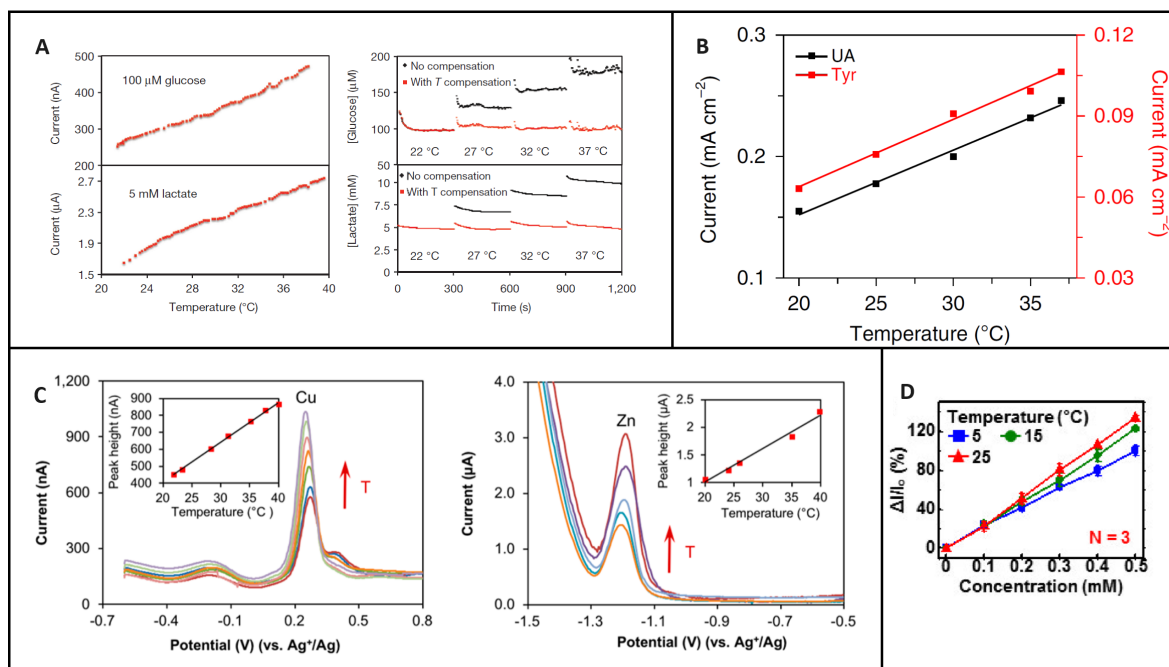 A
500
400
300
200
Current (nA)
100 µM glucose
2.7
2.3
1.9
1.5
Current (µA)
5 mM lactate
20 24 28 32 36 40
Temperature (°C)
200
150
100
50
0
[Glucose] (µM)
No compensation
With T compensation
22 °C 27 °C 32 °C 37 °C
15
10
5
0
[Lactate] (mM)
No compensation
With T compensation
22 °C 27 °C 32 °C 37 °C
0 300 600 900 1,200
Time (s)
B
UA
Tyr
0.3
0.2
0.1
Current (mA cm⁻²)
0.12
0.09
0.06
0.03
Current (mA cm⁻²)
20 25 30 35
Temperature (°C)
C
1,200
900
600
300
0
Current (nA)
Cu
T
900
800
700
600
500
400
Peak height (nA)
20 25 30 35 40
Temperature (°C )
-0.7 -0.4 -0.1 0.2 0.5 0.8
Potential (V) (vs. Ag⁺/Ag)
4.0
3.0
2.0
1.0
0.0
Current (µA)
Zn
T
2.5
2
1.5
1
Peak height (µA)
20 30 40
Temperature (°C)
-1.5 -1.3 -1.1 -0.9 -0.7 -0.5
Potential (V) (vs. Ag⁺/Ag)
D
Temperature (°C)
5 15
25
120
80
40
0
ΔI/I₀ (%)
N = 3
0 0.1 0.2 0.3 0.4 0.5
Concentration (mM)